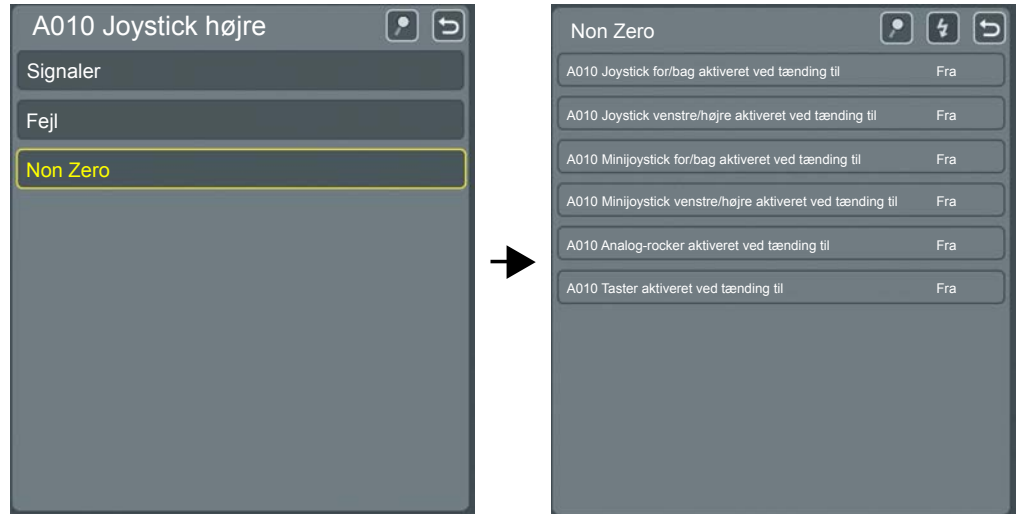 A010 Joystick højre
Signaler
Fejl
Non Zero
Non Zero
A010 Joystick for/bag aktiveret ved tænding til Fra
A010 Joystick venstre/højre aktiveret ved tænding til Fra
A010 Minijoystick for/bag aktiveret ved tænding til Fra
A010 Minijoystick venstre/højre aktiveret ved tænding til Fra
A010 Analog-rocker aktiveret ved tænding til Fra
A010 Taster aktiveret ved tænding til Fra